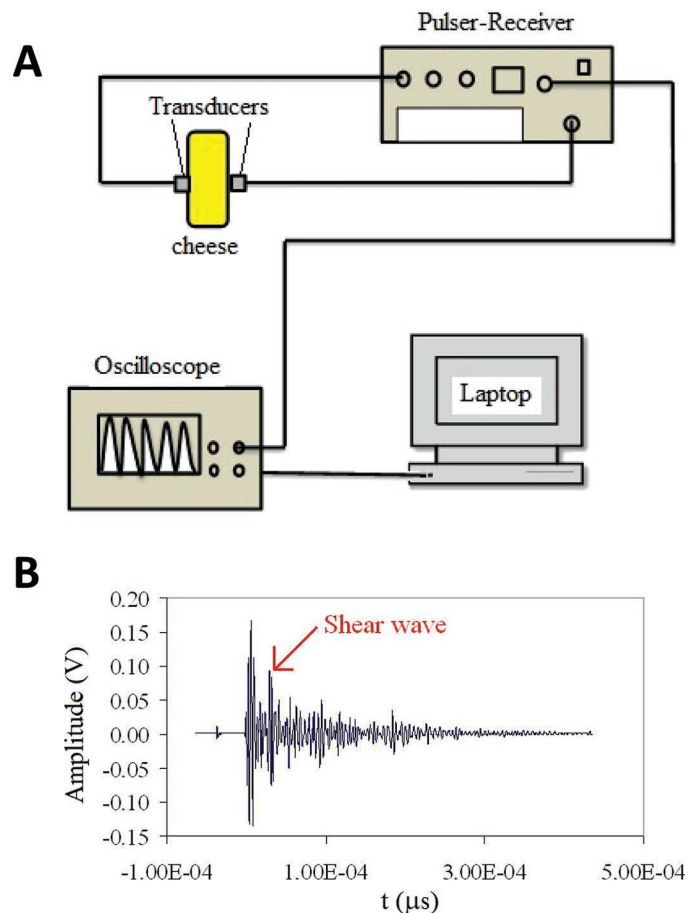 A
Pulser-Receiver
Transducers
cheese
Oscilloscope
Laptop
B
Shear wave
Amplitude (V)
0.20
0.15
0.10
0.05
0.00
-0.05
-0.10
-0.15
-1.00E-04 1.00E-04 3.00E-04 5.00E-04
t (μs)